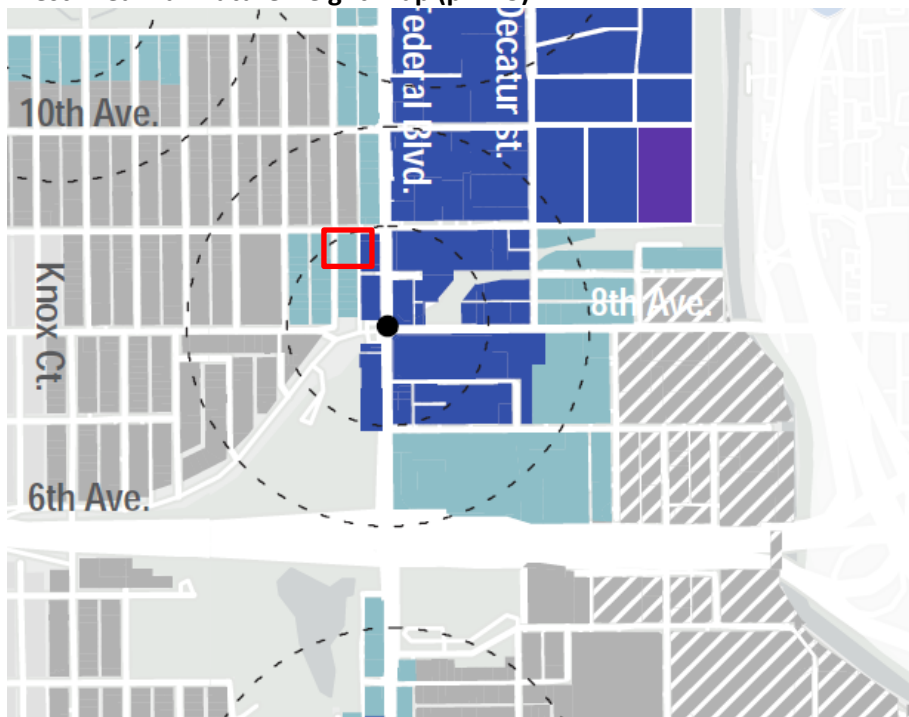 10th Ave.
Federal Blvd.
Decatur St.
Knox Ct.
8th Ave.
6th Ave.